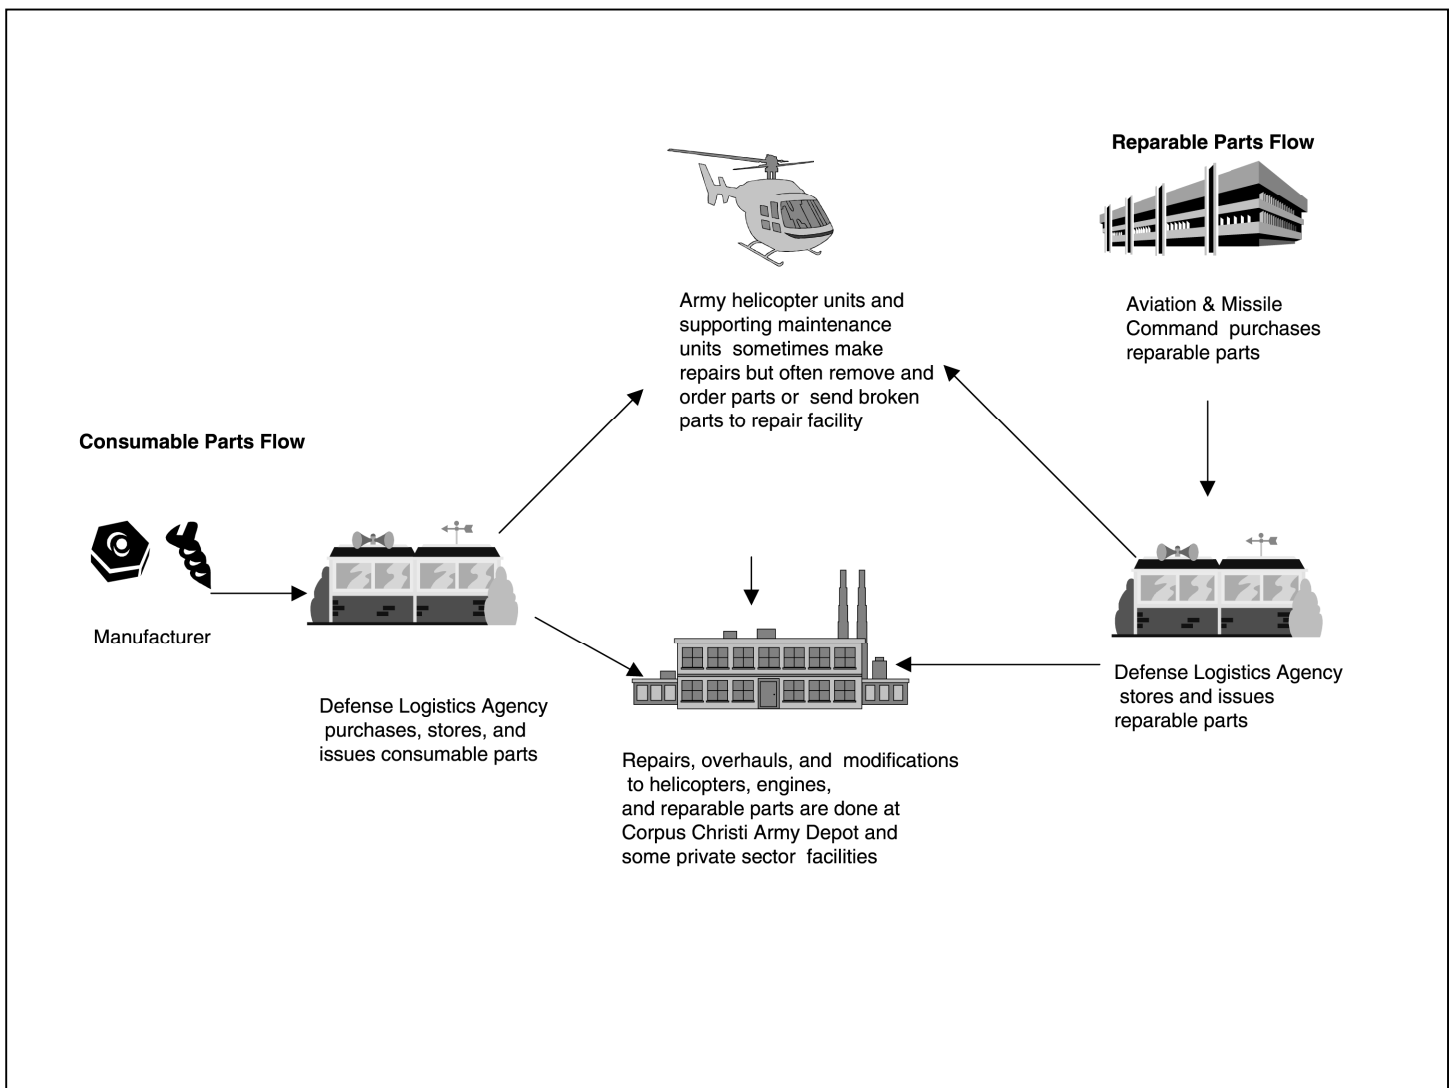 Reparable Parts Flow
Army helicopter units and
supporting maintenance
units sometimes make
repairs but often remove and
order parts or send broken
parts to repair facility
Aviation & Missile
Command purchases
reparable parts
Consumable Parts Flow
Manufacturer
Defense Logistics Agency
purchases, stores, and
issues consumable parts
Defense Logistics Agency
stores and issues
reparable parts
Repairs, overhauls, and modifications
to helicopters, engines,
and reparable parts are done at
Corpus Christi Army Depot and
some private sector facilities